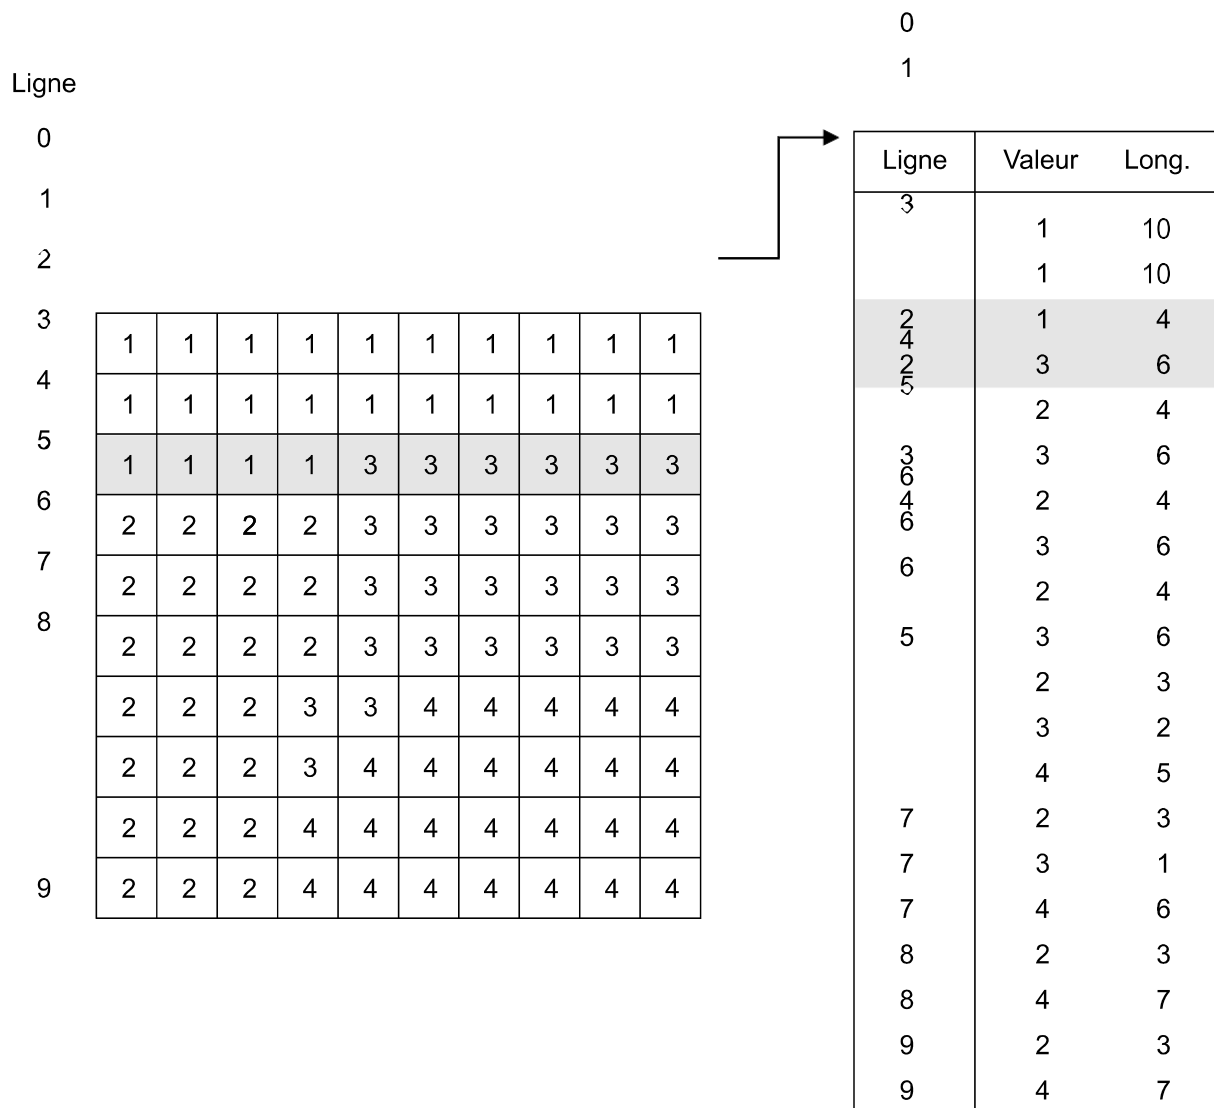 Ligne
0
1
2
3
4
5
6
7
8
9
1 1 1 1 1 1 1 1 1 1
1 1 1 1 1 1 1 1 1 1
1 1 1 1 3 3 3 3 3 3
2 2 2 2 3 3 3 3 3 3
2 2 2 2 3 3 3 3 3 3
2 2 2 2 3 3 3 3 3 3
2 2 2 3 3 4 4 4 4 4
2 2 2 3 4 4 4 4 4 4
2 2 2 4 4 4 4 4 4 4
2 2 2 4 4 4 4 4 4 4
0
1
Ligne Valeur Long.
3
1 10
1 10
2 1 4
4
2 3 6
5
2 4
3 3 6
6
4 2 4
6
3 6
6
2 4
5 3 6
2 3
3 2
4 5
7 2 3
7 3 1
7 4 6
8 2 3
8 4 7
9 2 3
9 4 7